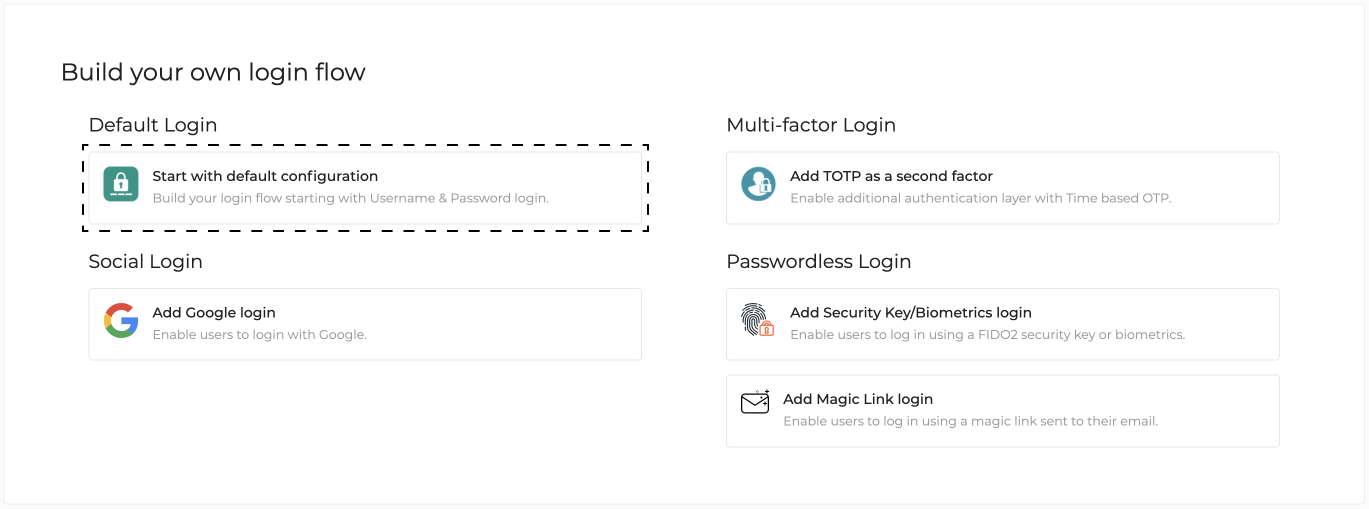 Build your own login flow
Default Login
Start with default configuration
Build your login flow starting with Username & Password login.
Social Login
Add Google login
Enable users to login with Google.
Multi-factor Login
Add TOTP as a second factor
Enable additional authentication layer with Time based OTP.
Passwordless Login
Add Security Key/Biometrics login
Enable users to log in using a FIDO2 security key or biometrics.
Add Magic Link login
Enable users to log in using a magic link sent to their email.